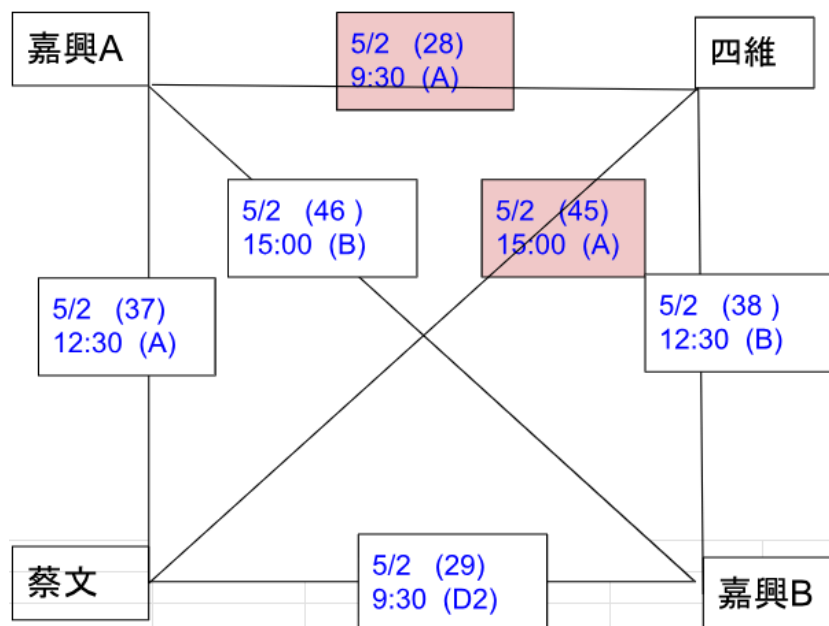 嘉興A
5/2 (28)
9:30 (A)
四維
5/2 (46 )
15:00 (B)
5/2 (45)
15:00 (A)
5/2 (37)
12:30 (A)
5/2 (38 )
12:30 (B)
蔡文
5/2 (29)
9:30 (D2)
嘉興B